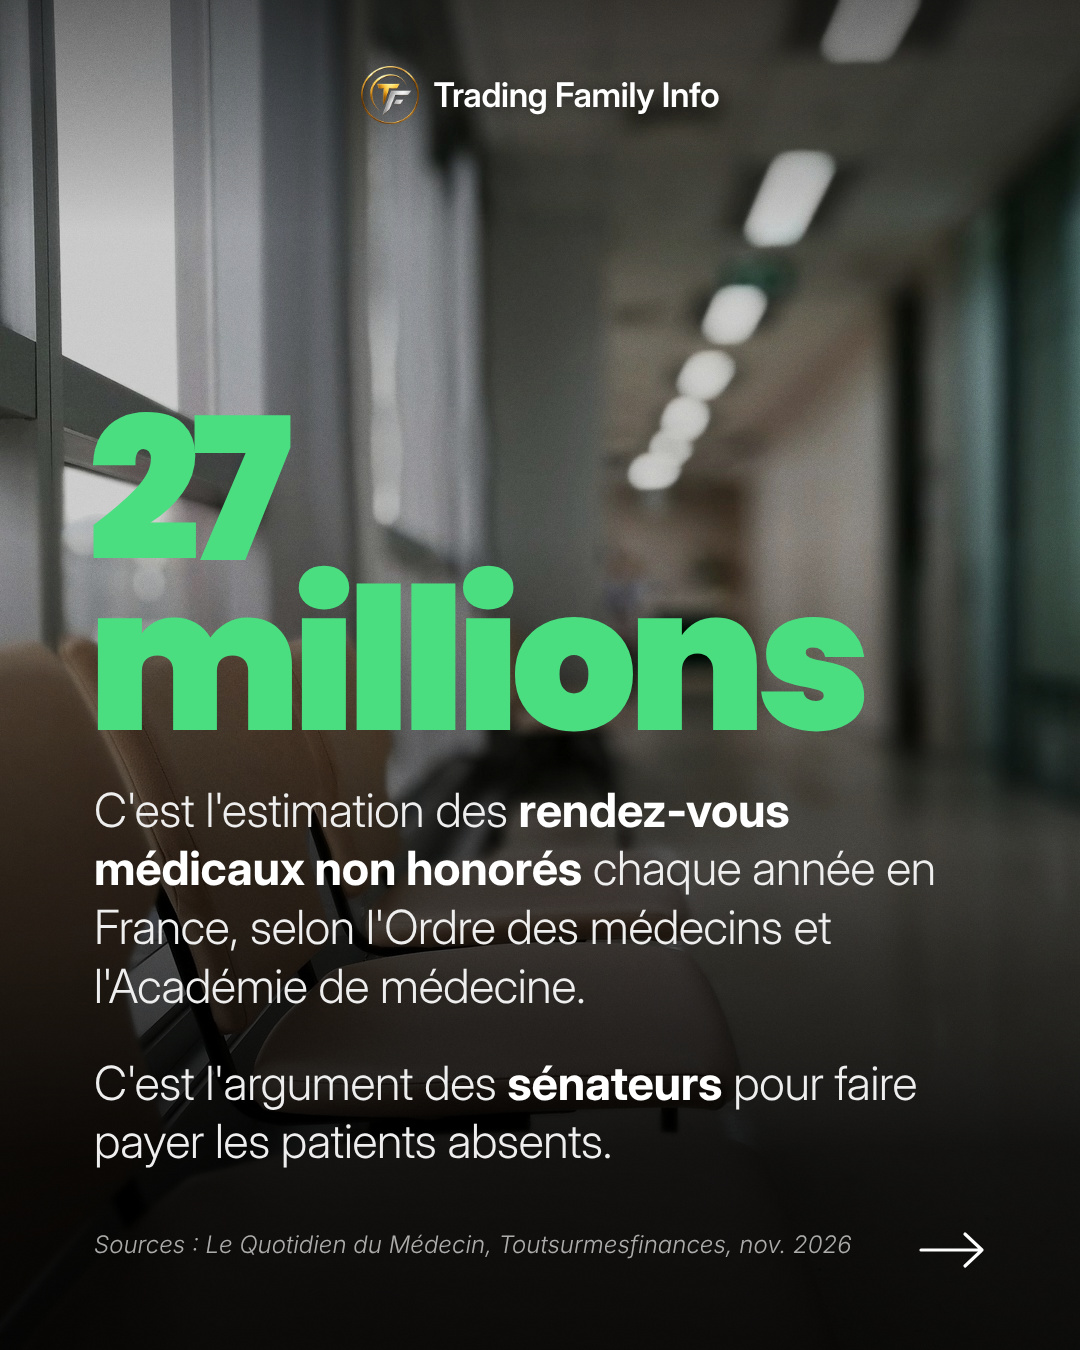 TF
Trading Family Info
27
millions
C'est l'estimation des rendez-vous
médicaux non honorés chaque année en
France, selon l'Ordre des médecins et
l'Académie de médecine.
C'est l'argument des sénateurs pour faire
payer les patients absents.
Sources : Le Quotidien du Médecin, Toutsurmesfinances, nov. 2026